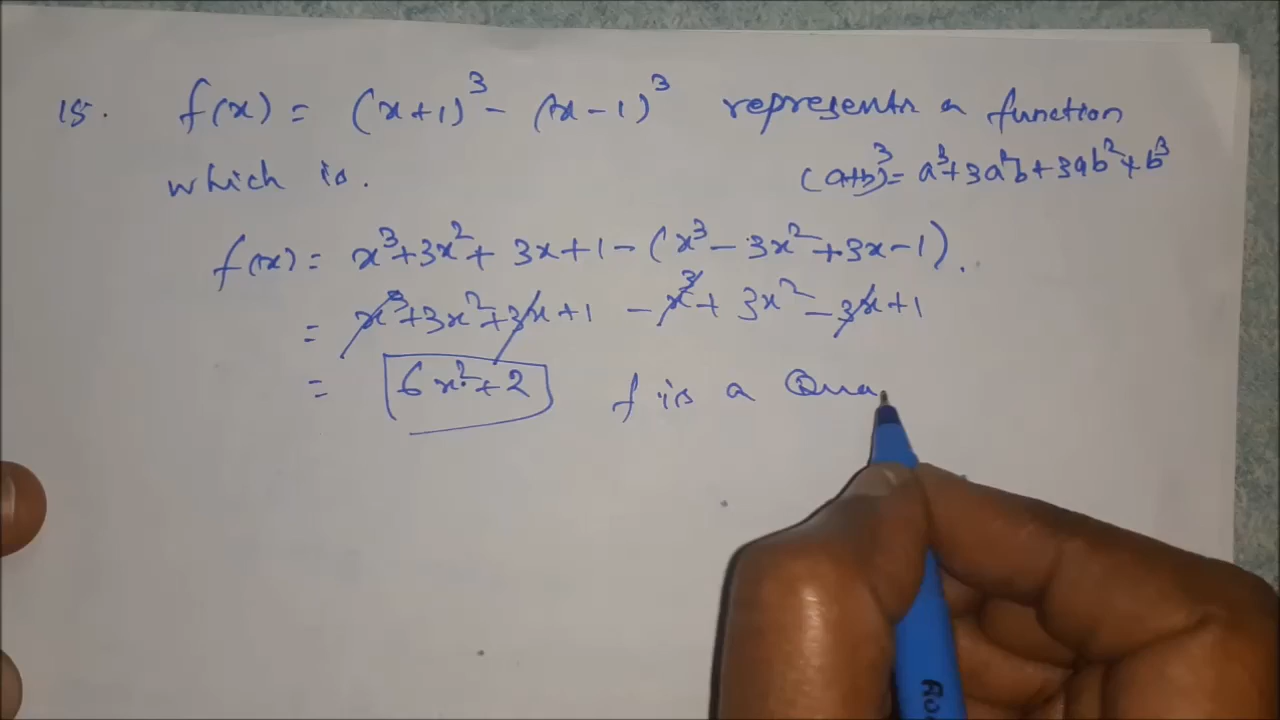 15. f(x) = (x+1)³ - (x-1)³ represents a function
which is.
(a+b)³ = a³+3a²b+3ab²+b³
f(x) = x³+3x²+ 3x+1-(x³-3x²+3x-1).
= x³+3x²+3x+1 -x³+ 3x²-3x+1
= 6x²+2 f is a Qua